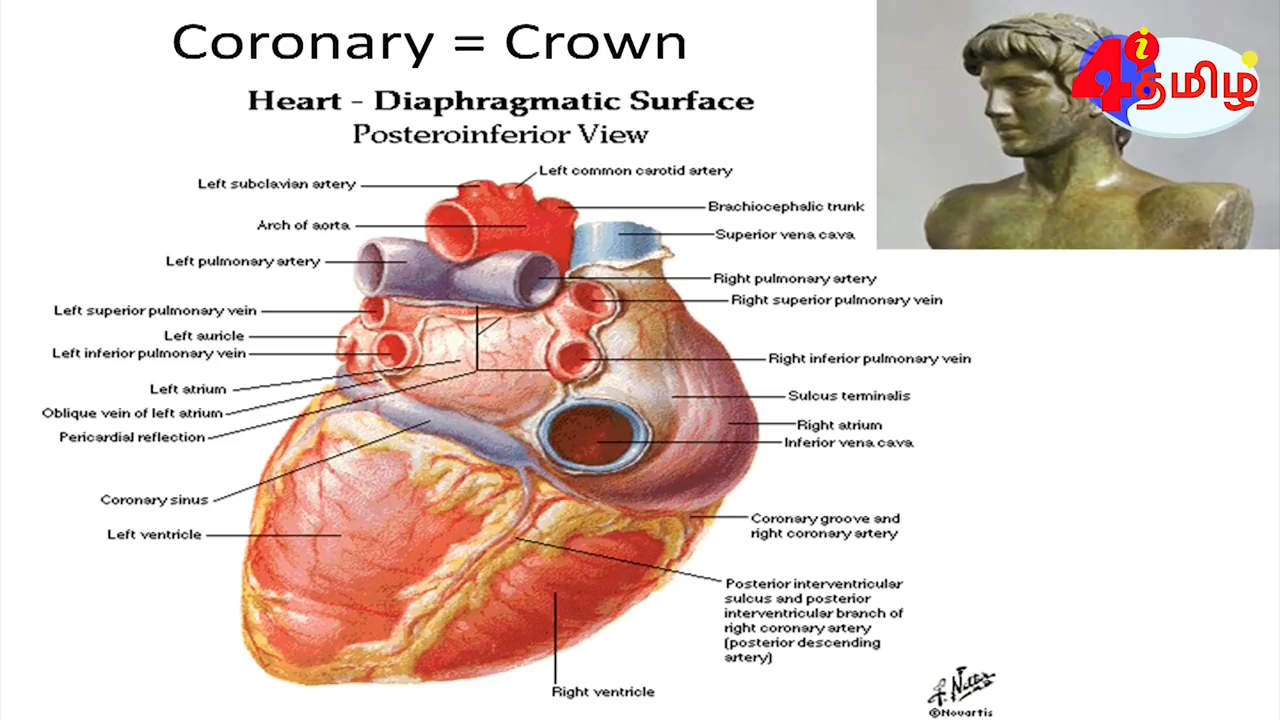 Coronary = Crown
Heart - Diaphragmatic Surface
Posteroinferior View
4i தமிழ்
Left subclavian artery
Left common carotid artery
Arch of aorta
Brachiocephalic trunk
Superior vena cava
Left pulmonary artery
Right pulmonary artery
Left superior pulmonary vein
Right superior pulmonary vein
Left auricle
Left inferior pulmonary vein
Right inferior pulmonary vein
Left atrium
Sulcus terminalis
Oblique vein of left atrium
Right atrium
Pericardial reflection
Inferior vena cava
Coronary sinus
Left ventricle
Coronary groove and
right coronary artery
Posterior interventricular
sulcus and posterior
interventricular branch of
right coronary artery
(posterior descending
artery)
Right ventricle
F. Netter
©Novartis